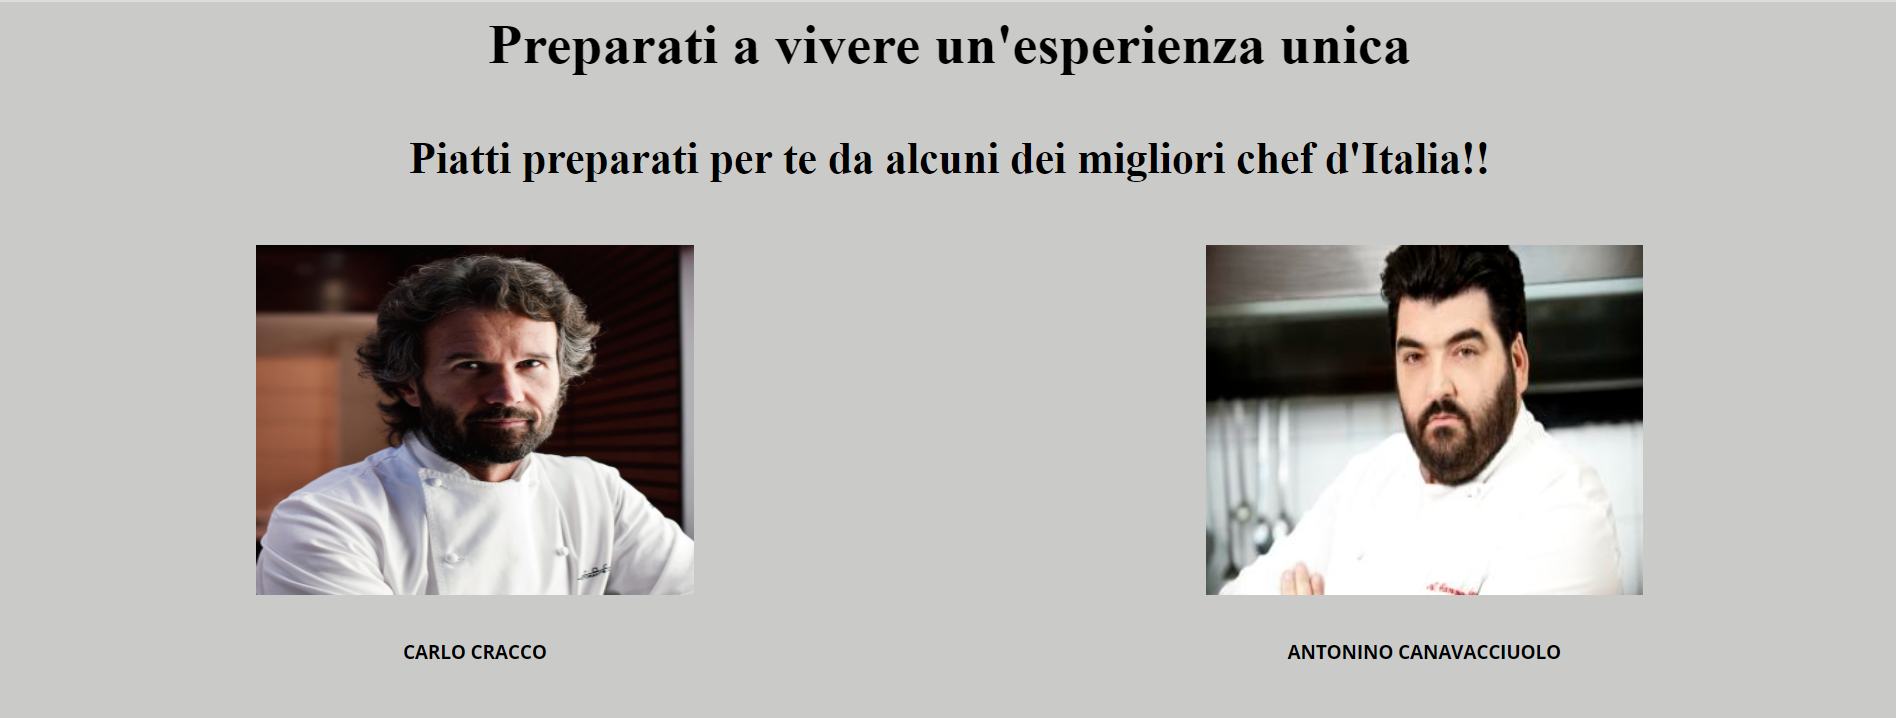 Preparati a vivere un'esperienza unica
Piatti preparati per te da alcuni dei migliori chef d'Italia!!
CARLO CRACCO
ANTONINO CANAVACCIUOLO